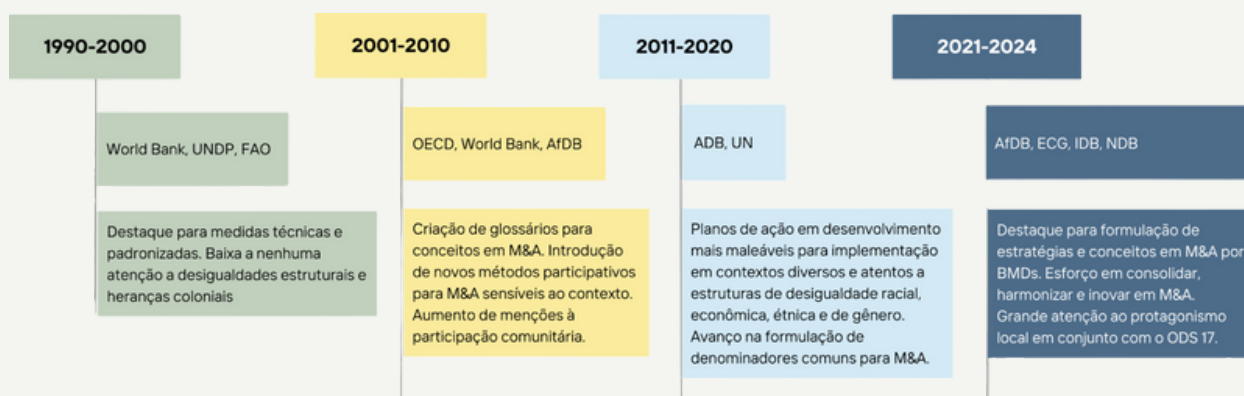 1990-2000
World Bank, UNDP, FAO
Destaque para medidas técnicas e
padronizadas. Baixa a nenhuma
atenção a desigualdades estruturais e
heranças coloniais
2001-2010
OECD, World Bank, AfDB
Criação de glossários para
conceitos em M&A. Introdução
de novos métodos participativos
para M&A sensíveis ao contexto.
Aumento de menções à
participação comunitária.
2011-2020
ADB, UN
Planos de ação em desenvolvimento
mais maleáveis para implementação
em contextos diversos e atentos a
estruturas de desigualdade racial,
econômica, étnica e de gênero.
Avanço na formulação de
denominadores comuns para M&A.
2021-2024
AfDB, ECG, IDB, NDB
Destaque para formulação de
estratégias e conceitos em M&A por
BMDs. Esforço em consolidar,
harmonizar e inovar em M&A.
Grande atenção ao protagonismo
local em conjunto com o ODS 17.